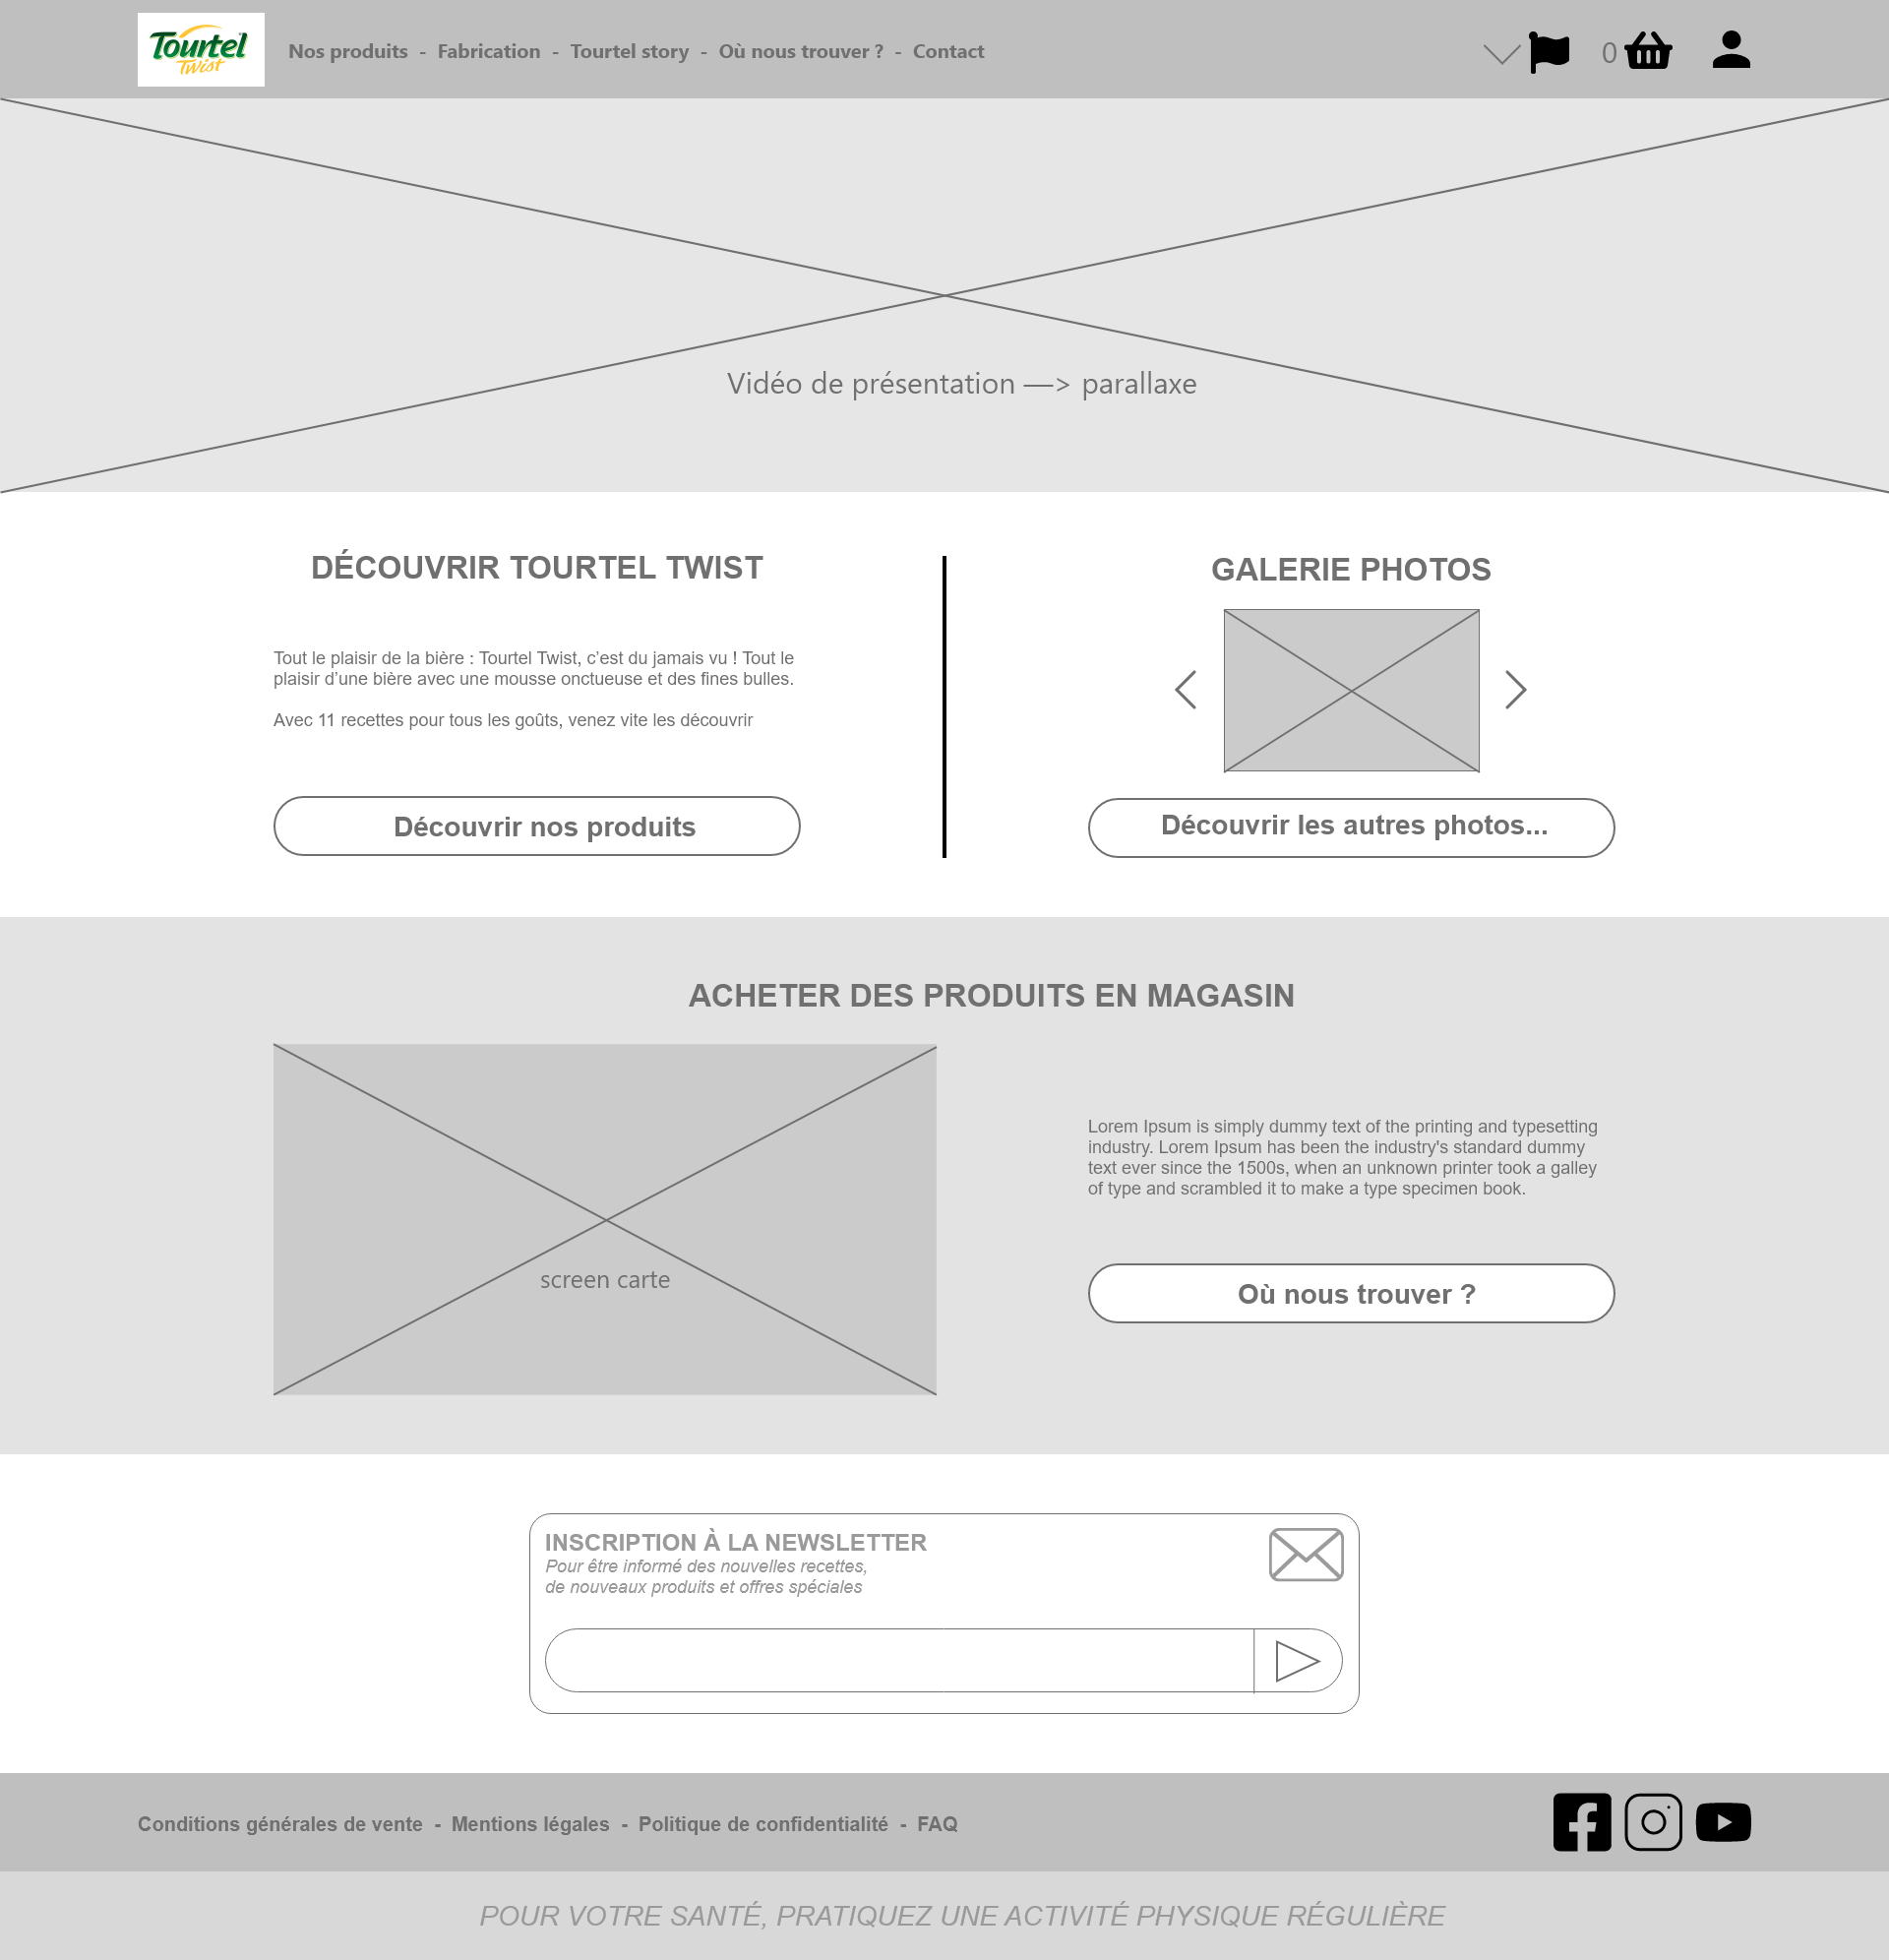 Tourtel
Twist
Nos produits - Fabrication - Tourtel story - Où nous trouver ? - Contact
0
Vidéo de présentation —> parallaxe
DÉCOUVRIR TOURTEL TWIST
Tout le plaisir de la bière : Tourtel Twist, c’est du jamais vu ! Tout le
plaisir d’une bière avec une mousse onctueuse et des fines bulles.
Avec 11 recettes pour tous les goûts, venez vite les découvrir
Découvrir nos produits
GALERIE PHOTOS
Découvrir les autres photos...
ACHETER DES PRODUITS EN MAGASIN
screen carte
Lorem Ipsum is simply dummy text of the printing and typesetting
industry. Lorem Ipsum has been the industry's standard dummy
text ever since the 1500s, when an unknown printer took a galley
of type and scrambled it to make a type specimen book.
Où nous trouver ?
INSCRIPTION À LA NEWSLETTER
Pour être informé des nouvelles recettes,
de nouveaux produits et offres spéciales
Conditions générales de vente - Mentions légales - Politique de confidentialité - FAQ
POUR VOTRE SANTÉ, PRATIQUEZ UNE ACTIVITÉ PHYSIQUE RÉGULIÈRE